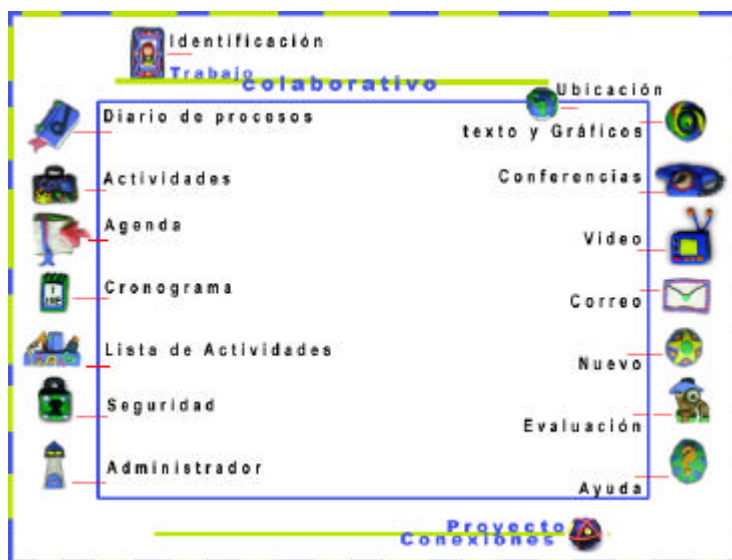 Identificación
Trabajo
colaborativo
Ubicación
Diario de procesos
Actividades
Agenda
Cronograma
Lista de Actividades
Seguridad
Administrador
texto y Gráficos
Conferencias
Video
Correo
Nuevo
Evaluación
Ayuda
Proyecto
Conexiones